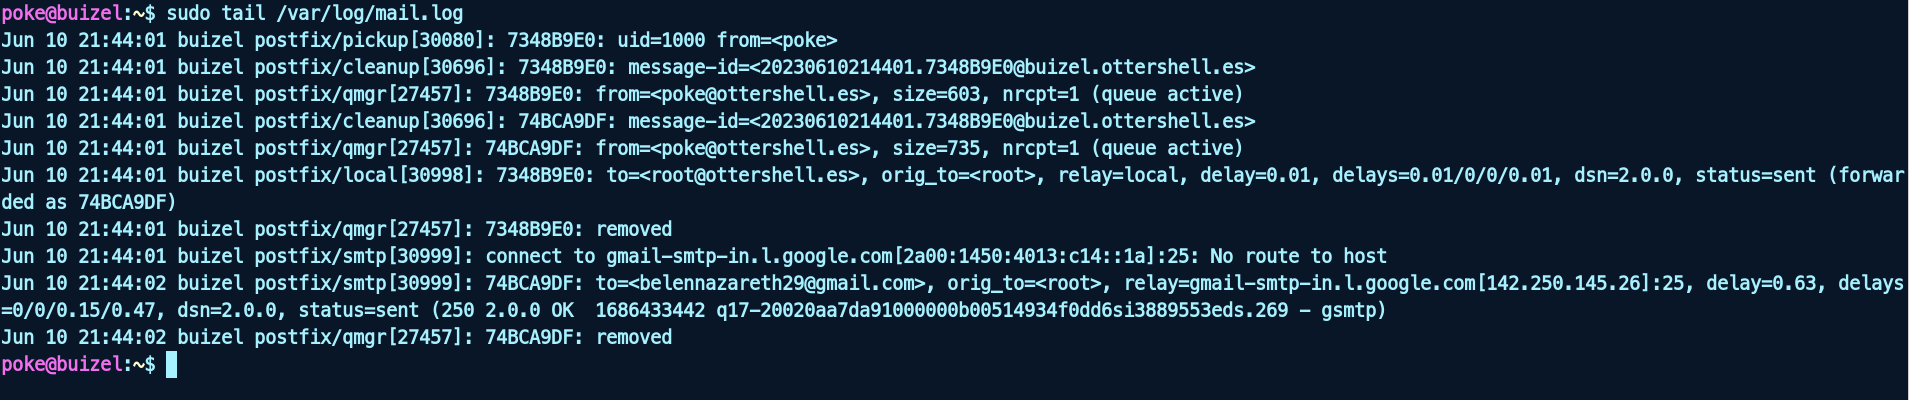 poke@buizel:~$ sudo tail /var/log/mail.log
Jun 10 21:44:01 buizel postfix/pickup[30080]: 7348B9E0: uid=1000 from=<poke>
Jun 10 21:44:01 buizel postfix/cleanup[30696]: 7348B9E0: message-id=<20230610214401.7348B9E0@buizel.ottershell.es>
Jun 10 21:44:01 buizel postfix/qmgr[27457]: 7348B9E0: from=<poke@ottershell.es>, size=603, nrcpt=1 (queue active)
Jun 10 21:44:01 buizel postfix/cleanup[30696]: 74BCA9DF: message-id=<20230610214401.7348B9E0@buizel.ottershell.es>
Jun 10 21:44:01 buizel postfix/qmgr[27457]: 74BCA9DF: from=<poke@ottershell.es>, size=735, nrcpt=1 (queue active)
Jun 10 21:44:01 buizel postfix/local[30998]: 7348B9E0: to=<root@ottershell.es>, orig_to=<root>, relay=local, delay=0.01, delays=0.01/0/0/0.01, dsn=2.0.0, status=sent (forwar
ded as 74BCA9DF)
Jun 10 21:44:01 buizel postfix/qmgr[27457]: 7348B9E0: removed
Jun 10 21:44:01 buizel postfix/smtp[30999]: connect to gmail-smtp-in.l.google.com[2a00:1450:4013:c14::1a]:25: No route to host
Jun 10 21:44:02 buizel postfix/smtp[30999]: 74BCA9DF: to=<belennazareth29@gmail.com>, orig_to=<root>, relay=gmail-smtp-in.l.google.com[142.250.145.26]:25, delay=0.63, delays
=0/0/0.15/0.47, dsn=2.0.0, status=sent (250 2.0.0 OK  1686433442 q17-20020aa7da91000000b00514934f0dd6si3889553eds.269 - gsmtp)
Jun 10 21:44:02 buizel postfix/qmgr[27457]: 74BCA9DF: removed
poke@buizel:~$